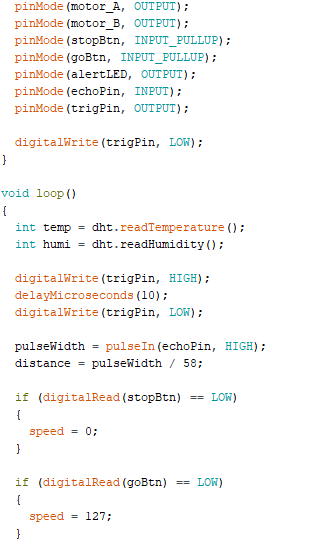 pinMode(motor_A, OUTPUT);
pinMode(motor_B, OUTPUT);
pinMode(stopBtn, INPUT_PULLUP);
pinMode(goBtn, INPUT_PULLUP);
pinMode(alertLED, OUTPUT);
pinMode(echoPin, INPUT);
pinMode(trigPin, OUTPUT);
digitalWrite(trigPin, LOW);
}
void loop()
{
int temp = dht.readTemperature();
int humi = dht.readHumidity();
digitalWrite(trigPin, HIGH);
delayMicroseconds(10);
digitalWrite(trigPin, LOW);
pulseWidth = pulseIn(echoPin, HIGH);
distance = pulseWidth / 58;
if (digitalRead(stopBtn) == LOW)
{
speed = 0;
}
if (digitalRead(goBtn) == LOW)
{
speed = 127;
}